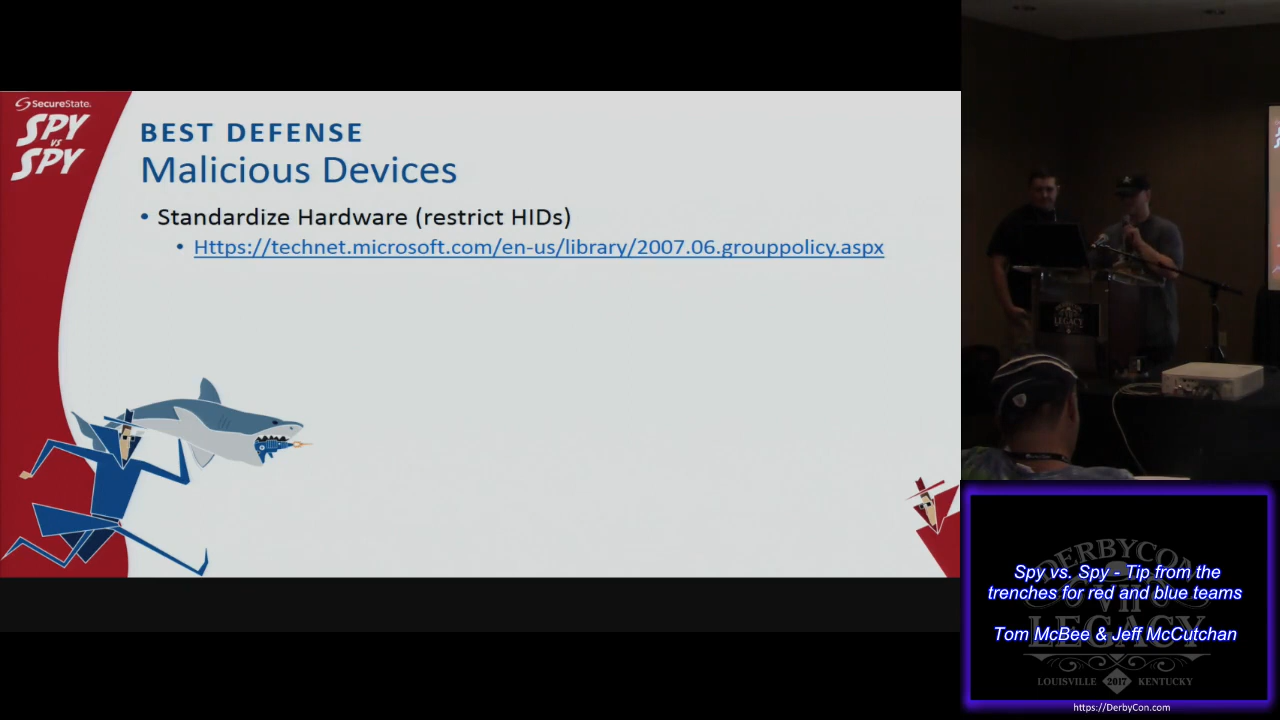 SecureState.
SPY
VS
SPY
BEST DEFENSE
Malicious Devices
• Standardize Hardware (restrict HIDs)
• Https://technet.microsoft.com/en-us/library/2007.06.grouppolicy.aspx
LEGACY
DERBYCON
VII
LEGACY
Spy vs. Spy - Tip from the
trenches for red and blue teams
Tom McBee & Jeff McCutchan
LOUISVILLE 2017 KENTUCKY
https://DerbyCon.com